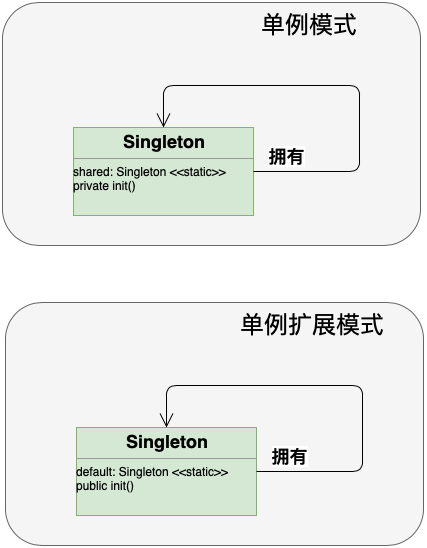 单例模式
Singleton
拥有
shared: Singleton <<static>>
private init()
单例扩展模式
Singleton
拥有
default: Singleton <<static>>
public init()